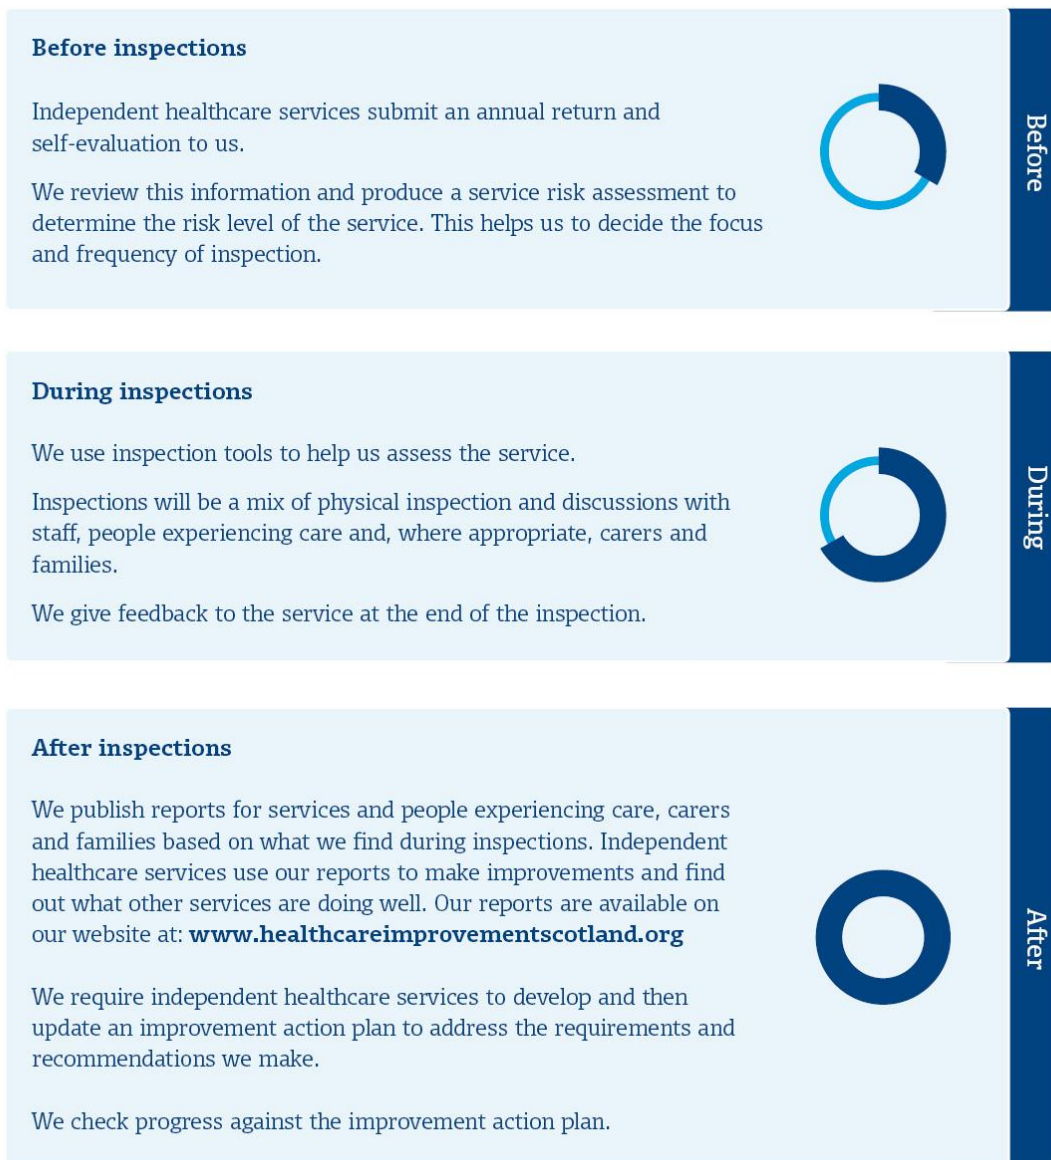 Before inspections
Independent healthcare services submit an annual return and
self-evaluation to us.
We review this information and produce a service risk assessment to
determine the risk level of the service. This helps us to decide the focus
and frequency of inspection.
Before
During inspections
We use inspection tools to help us assess the service.
Inspections will be a mix of physical inspection and discussions with
staff, people experiencing care and, where appropriate, carers and
families.
We give feedback to the service at the end of the inspection.
During
After inspections
We publish reports for services and people experiencing care, carers
and families based on what we find during inspections. Independent
healthcare services use our reports to make improvements and find
out what other services are doing well. Our reports are available on
our website at: www.healthcareimprovementscotland.org
We require independent healthcare services to develop and then
update an improvement action plan to address the requirements and
recommendations we make.
We check progress against the improvement action plan.
After